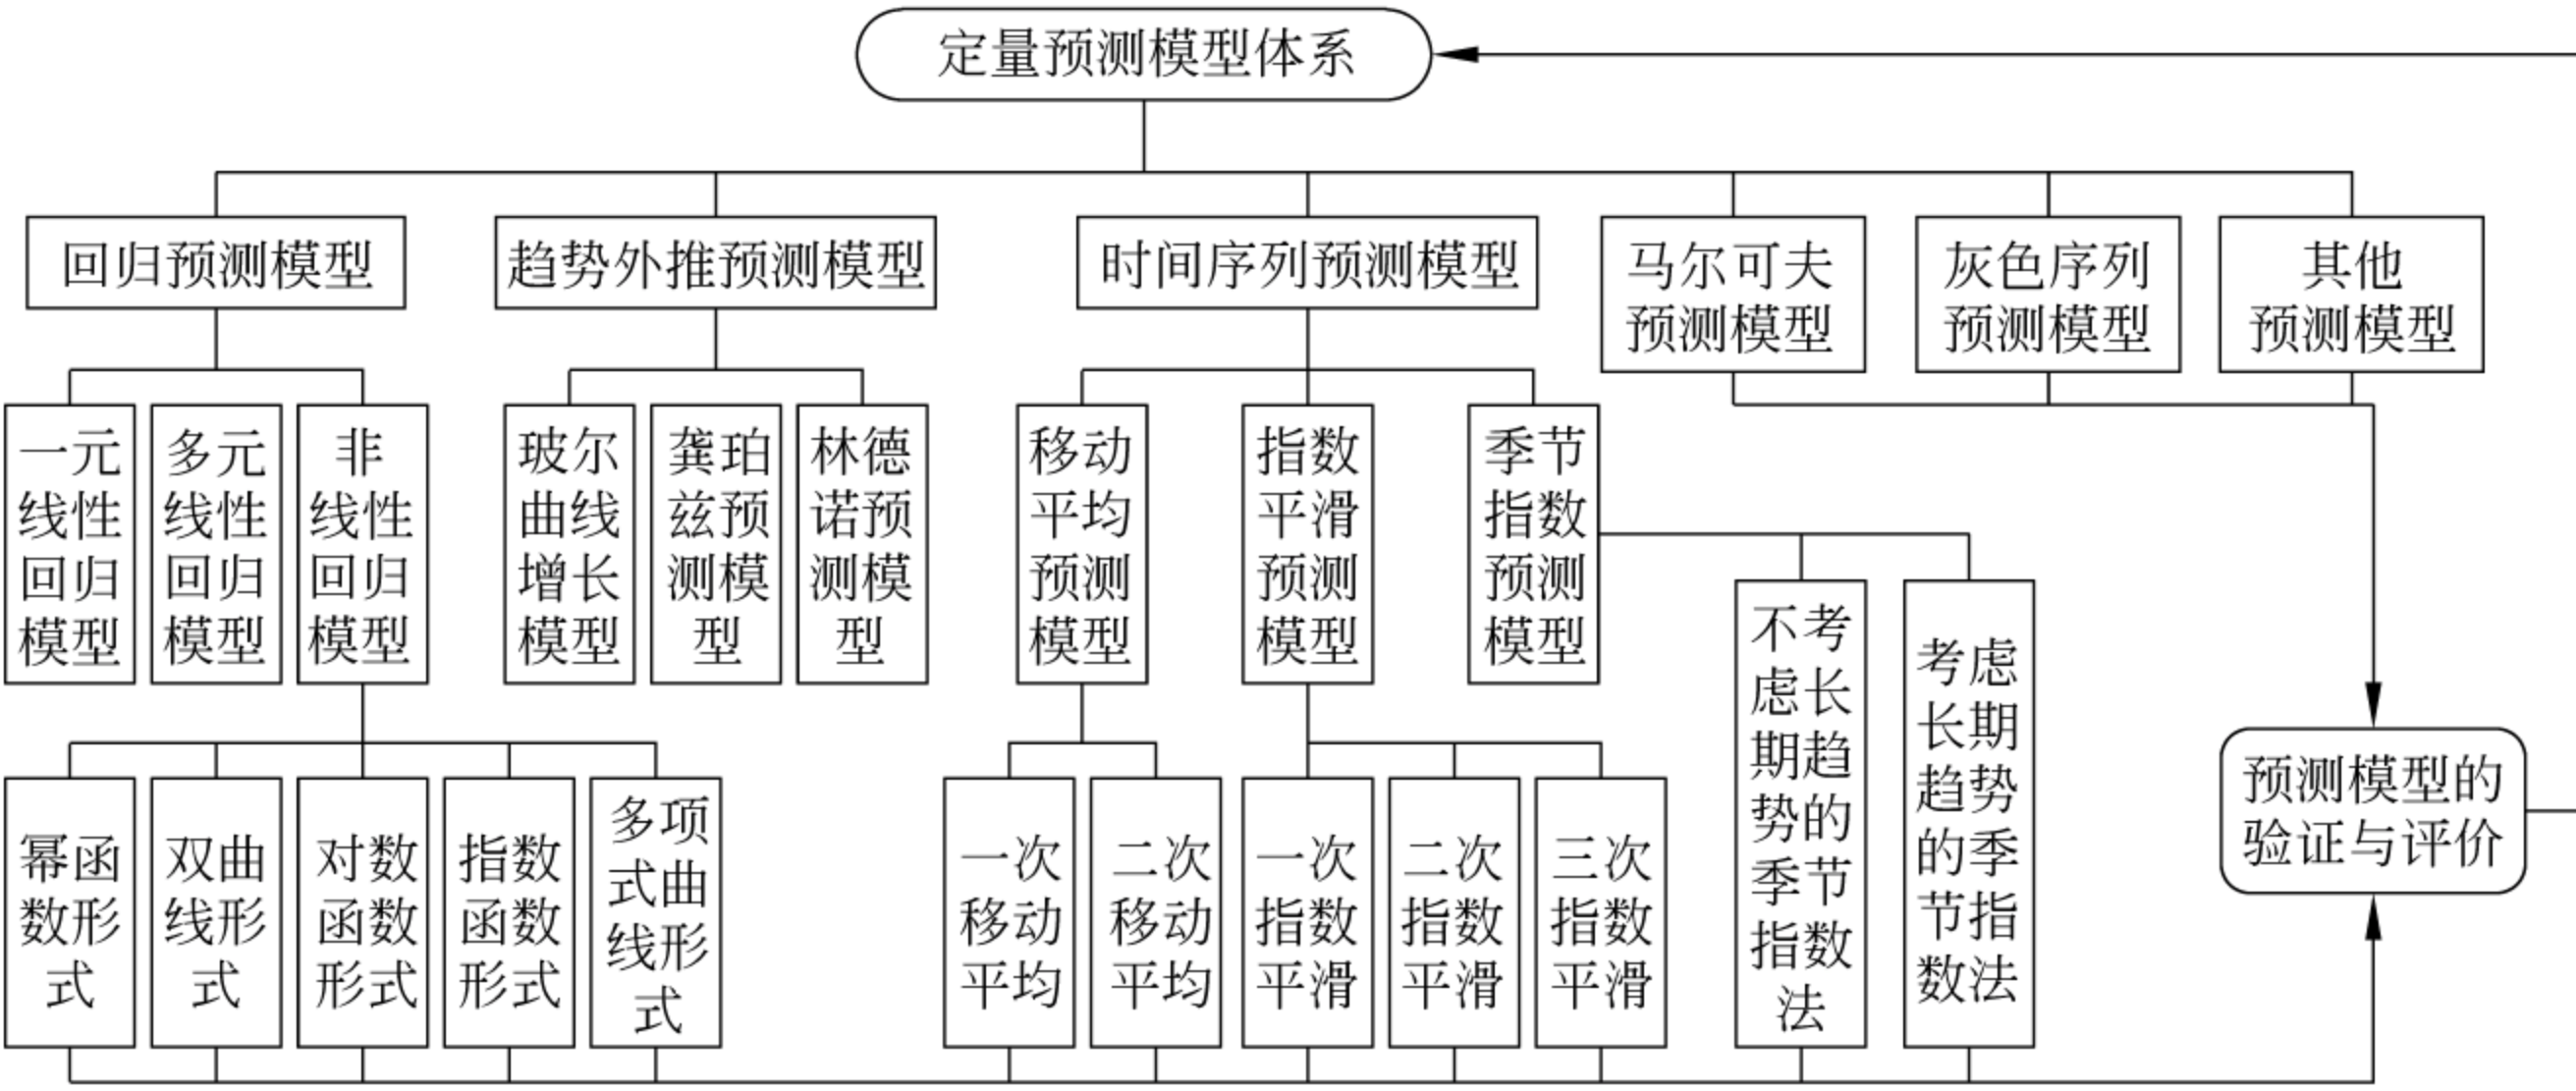 定量预测模型体系
回归预测模型
趋势外推预测模型
时间序列预测模型
马尔可夫
预测模型
灰色序列
预测模型
其他
预测模型
一元
线性
回归
模型
多元
线性
回归
模型
非
线性
回归
模型
玻尔
曲线
增长
模型
龚珀
兹预
测模
型
林德
诺预
测模
型
移动
平均
预测
模型
指数
平滑
预测
模型
季节
指数
预测
模型
不考
虑长
期趋
势的
季节
指数
法
考虑
长期
趋势
的季
节指
数法
预测模型的
验证与评价
幂函
数形
式
双曲
线形
式
对数
函数
形式
指数
函数
形式
多项
式曲
线形
式
一次
移动
平均
二次
移动
平均
一次
指数
平滑
二次
指数
平滑
三次
指数
平滑